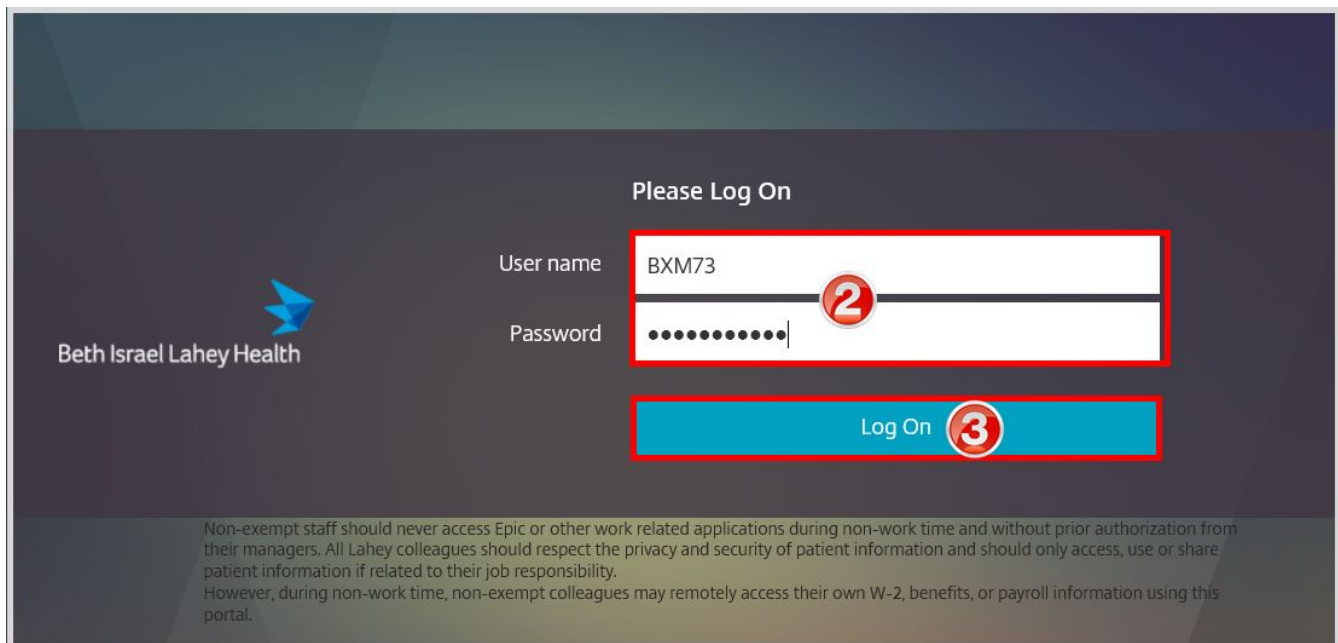 Please Log On
User name
BXM73
2
Password
•••••••••••
Beth Israel Lahey Health
Log On
3
Non-exempt staff should never access Epic or other work related applications during non-work time and without prior authorization from
their managers. All Lahey colleagues should respect the privacy and security of patient information and should only access, use or share
patient information if related to their job responsibility.
However, during non-work time, non-exempt colleagues may remotely access their own W-2, benefits, or payroll information using this
portal.